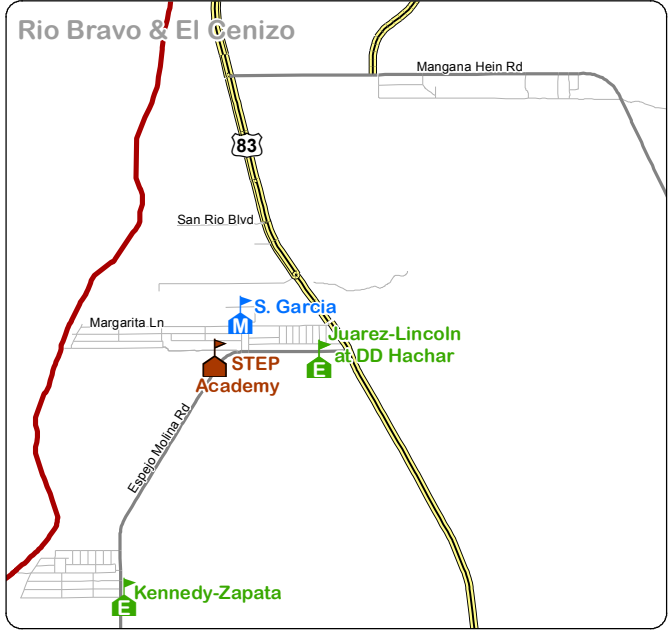 Rio Bravo & El Cenizo
Mangana Hein Rd
83
San Rio Blvd
S. Garcia
M
Margarita Ln
Juarez-Lincoln
at DD Hachar
E
STEP
Academy
Espejo Molina Rd
Kennedy-Zapata
E